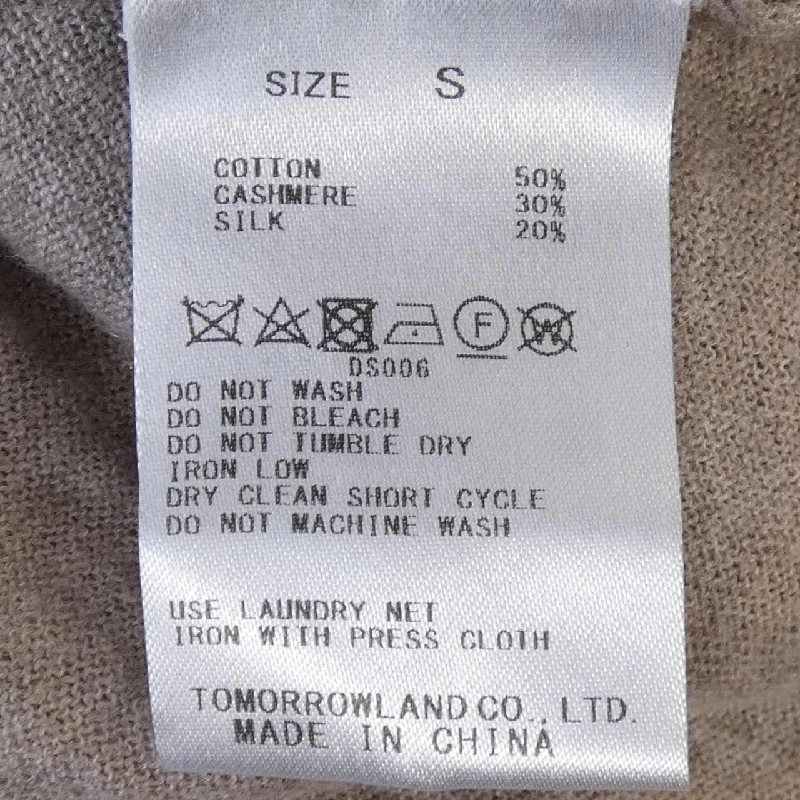 SIZE S
COTTON 50%
CASHMERE 30%
SILK 20%
F W
DS006
DO NOT WASH
DO NOT BLEACH
DO NOT TUMBLE DRY
IRON LOW
DRY CLEAN SHORT CYCLE
DO NOT MACHINE WASH
USE LAUNDRY NET
IRON WITH PRESS CLOTH
TOMORROWLAND CO., LTD.
MADE IN CHINA